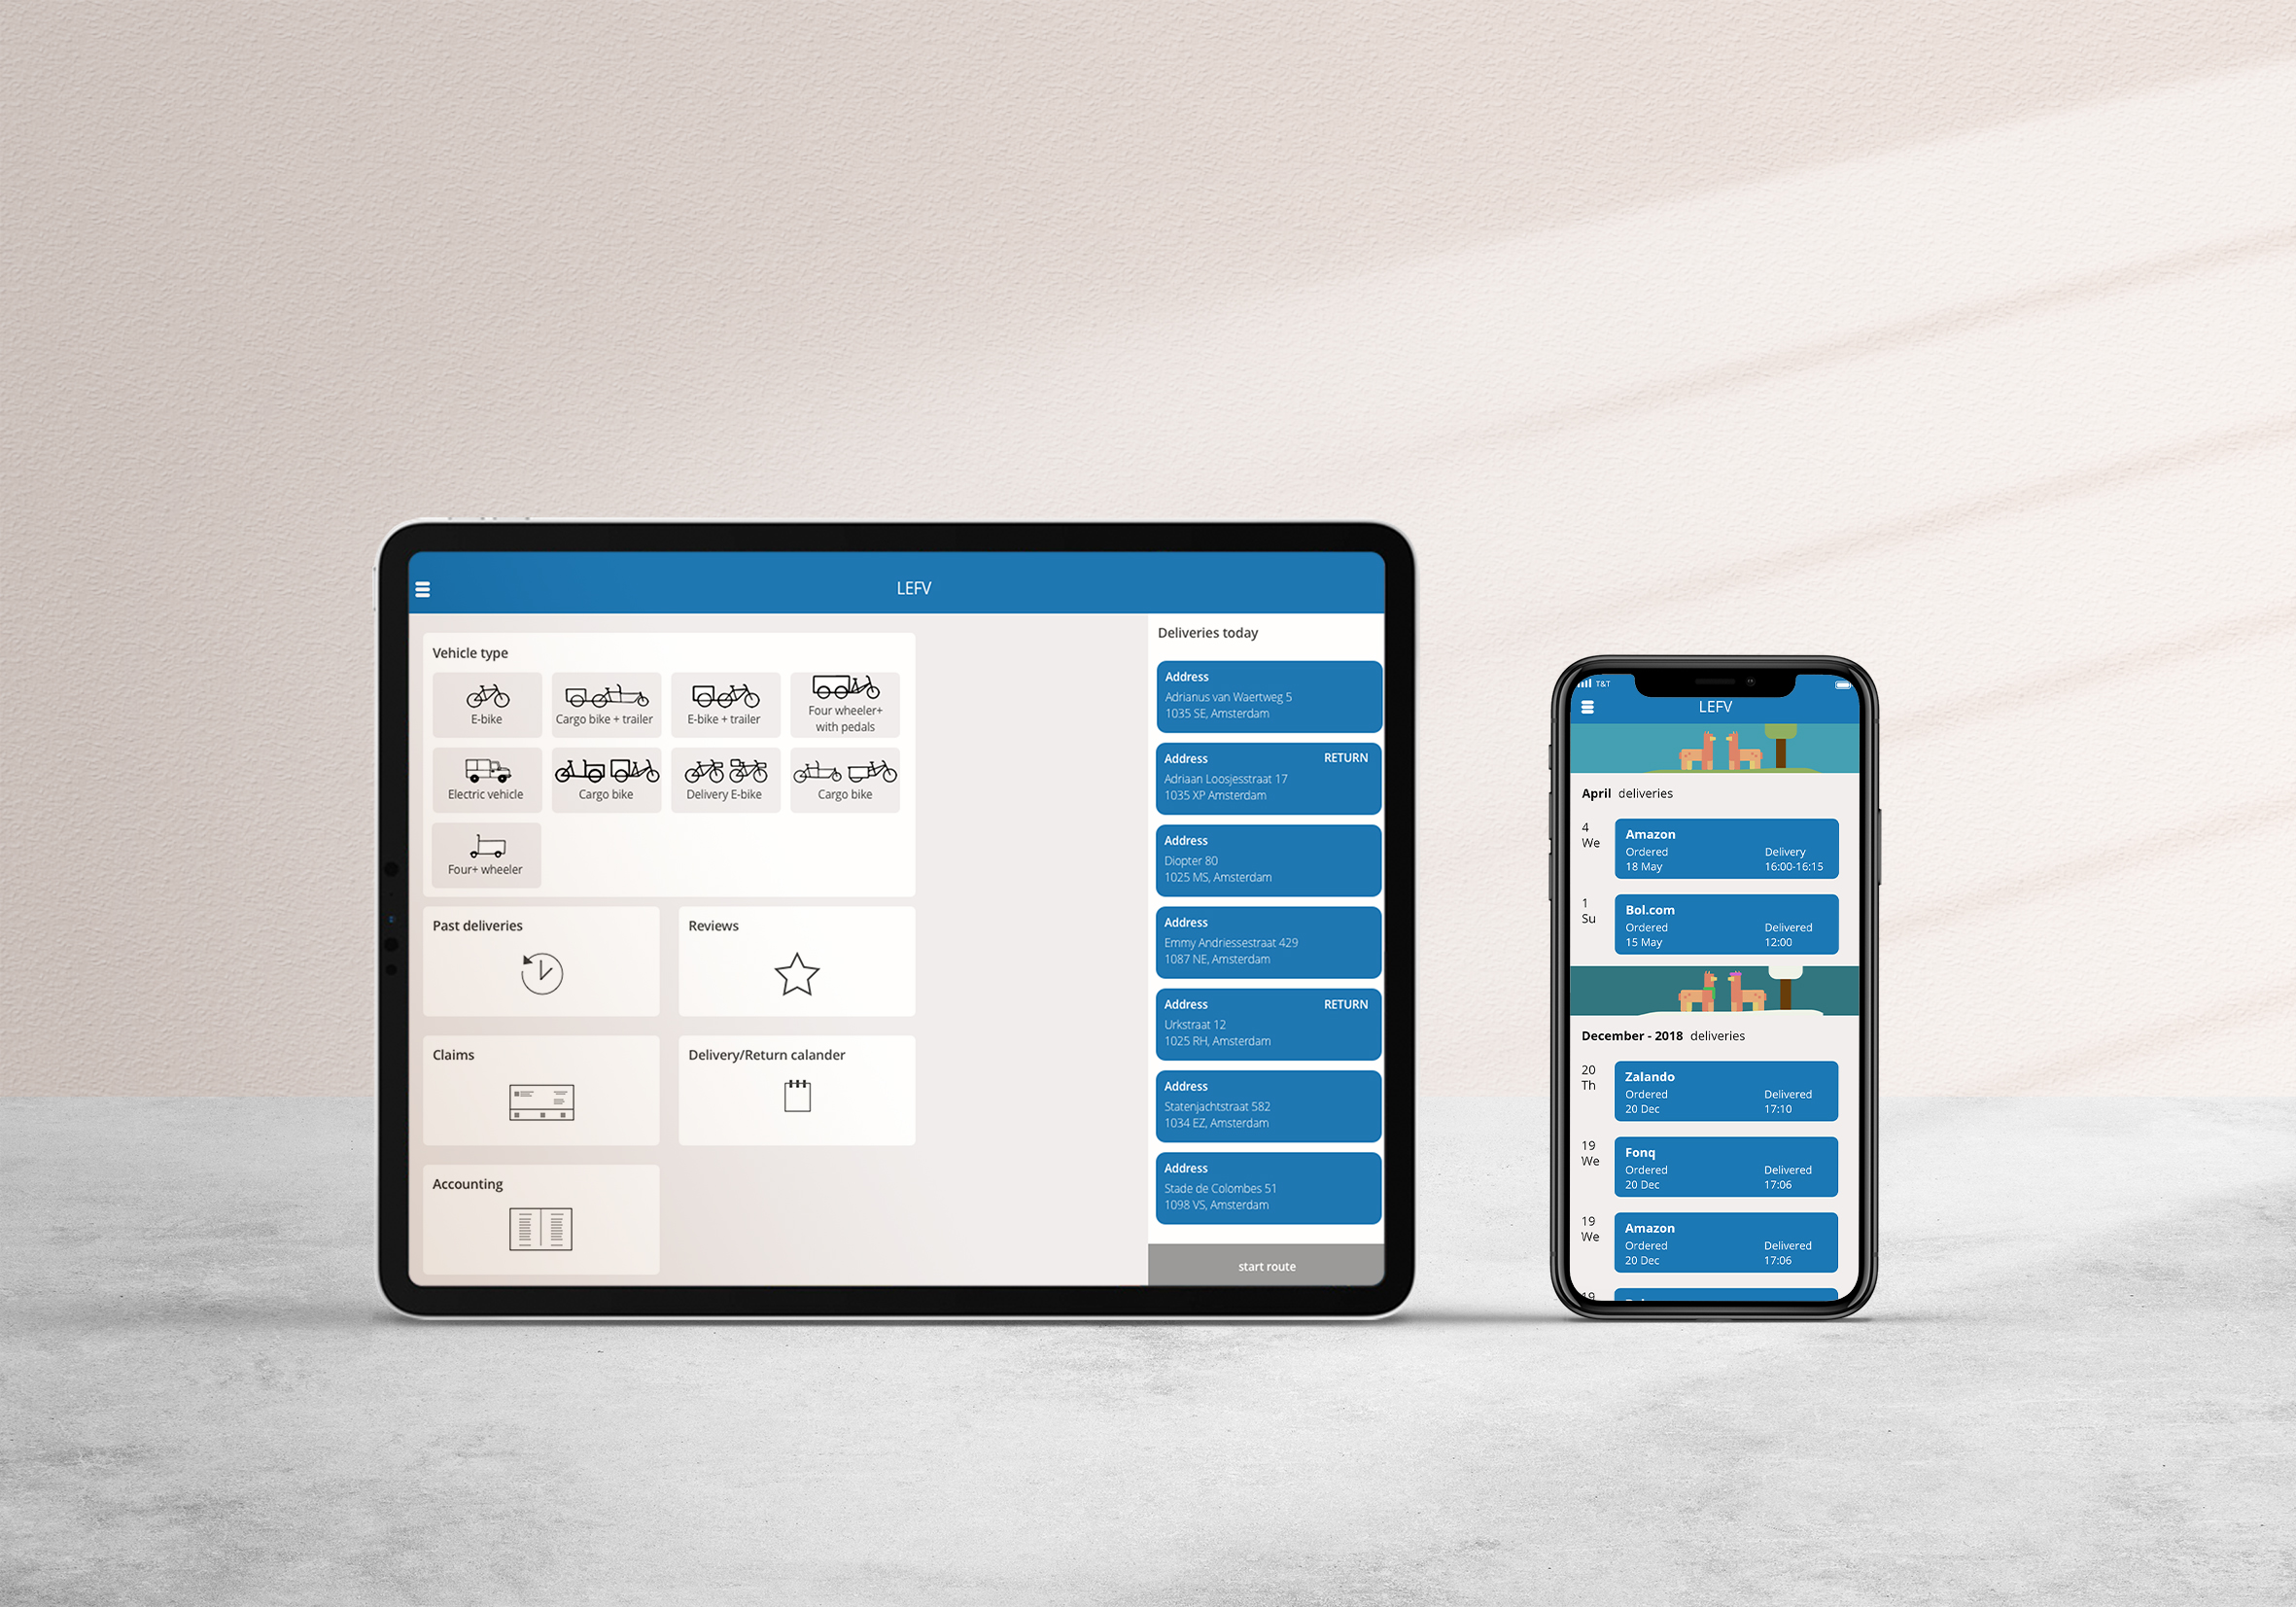 LEFV
Vehicle type
E-bike
Cargo bike + trailer
E-bike + trailer
Four wheeler+
with pedals
Electric vehicle
Cargo bike
Delivery E-bike
Cargo bike
Four+ wheeler
Past deliveries
Reviews
Claims
Delivery/Return calander
Accounting
Deliveries today
Address
Adrianus van Waertweg 5
1035 SE, Amsterdam
Address RETURN
Adriaan Loosjesstraat 17
1035 XP Amsterdam
Address
Diopter 80
1025 MS, Amsterdam
Address
Emmy Andriessestraat 429
1087 NE, Amsterdam
Address RETURN
Urkstraat 12
1025 RH, Amsterdam
Address
Statenjachtstraat 582
1034 EZ, Amsterdam
Address
Stade de Colombes 51
1098 VS, Amsterdam
start route
T&T
LEFV
April deliveries
4
We
Amazon
Ordered Delivery
18 May 16:00-16:15
1
Su
Bol.com
Ordered Delivered
15 May 12:00
December - 2018 deliveries
20
Th
Zalando
Ordered Delivered
20 Dec 17:10
19
We
Fonq
Ordered Delivered
20 Dec 17:06
19
We
Amazon
Ordered Delivered
20 Dec 17:06
19